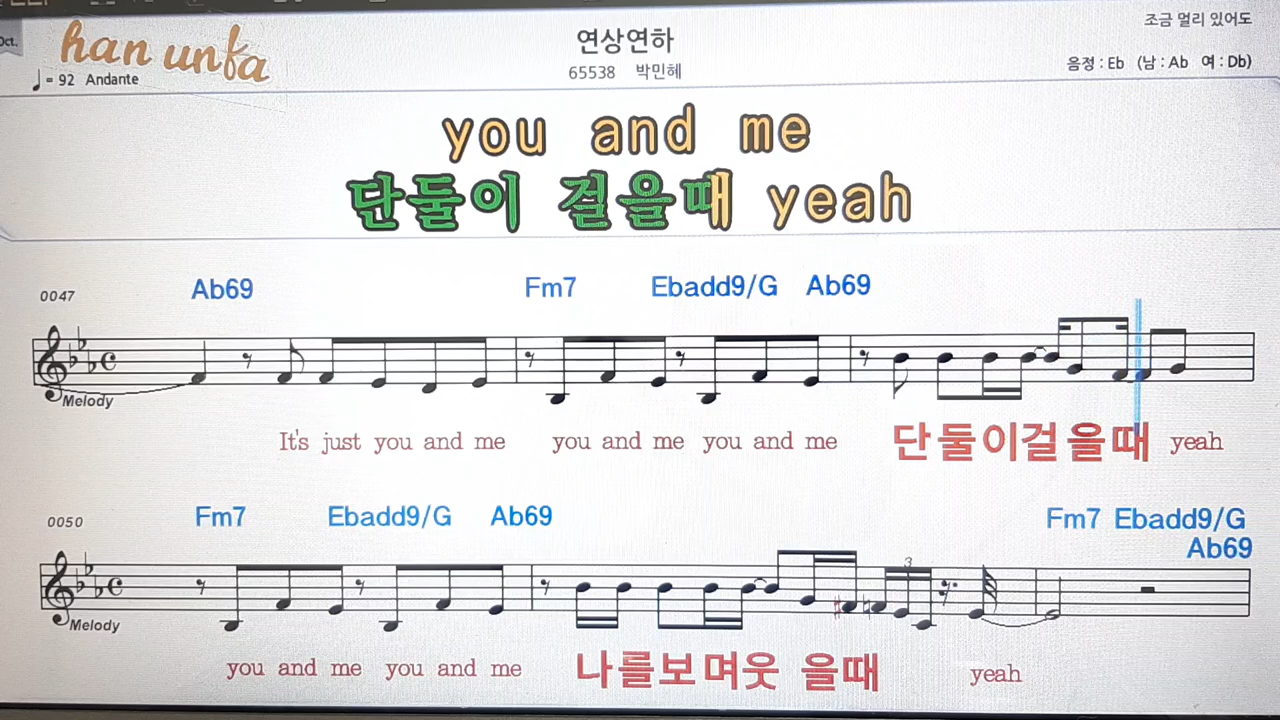 Oct.
han unfa
연상연하
조금 멀리 있어도
♩= 92 Andante
65538 박민혜
음정 : Eb (남 : Ab 여 : Db)
you and me
단둘이 걸을때 yeah
0047
Ab69 Fm7 Ebadd9/G Ab69
Melody
It's just you and me you and me you and me 단둘이걸을때 yeah
0050
Fm7 Ebadd9/G Ab69 Fm7 Ebadd9/G
Ab69
3
Melody
you and me you and me 나를보며웃 을때 yeah